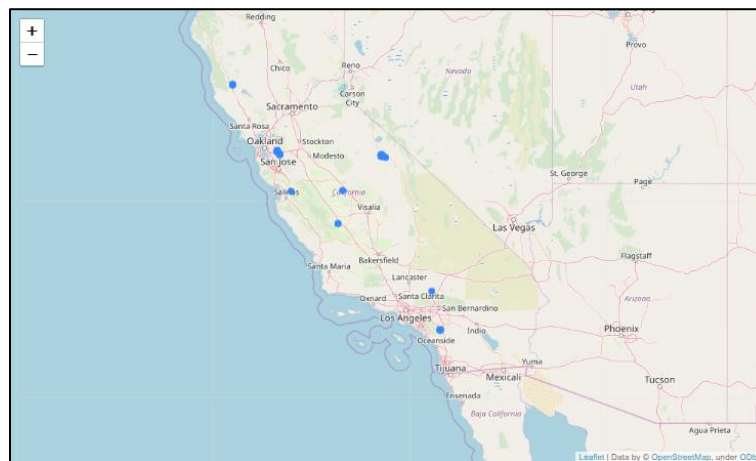 +
−
Redding
Provo
Chico
Reno
Nevada
Carson
City
Utah
Sacramento
Santa Rosa
Oakland
Stockton
San Jose
Modesto
St. George
Page
Salinas
California
Visalia
Las Vegas
Bakersfield
Flagstaff
Santa Maria
Lancaster
Oxnard
Santa Clarita
San Bernardino
Arizona
Los Angeles
Indio
Phoenix
Oceanside
Yuma
Tijuana
Mexicali
Tucson
Ensenada
Baja California
Agua Prieta
Leaflet | Data by © OpenStreetMap, under ODb